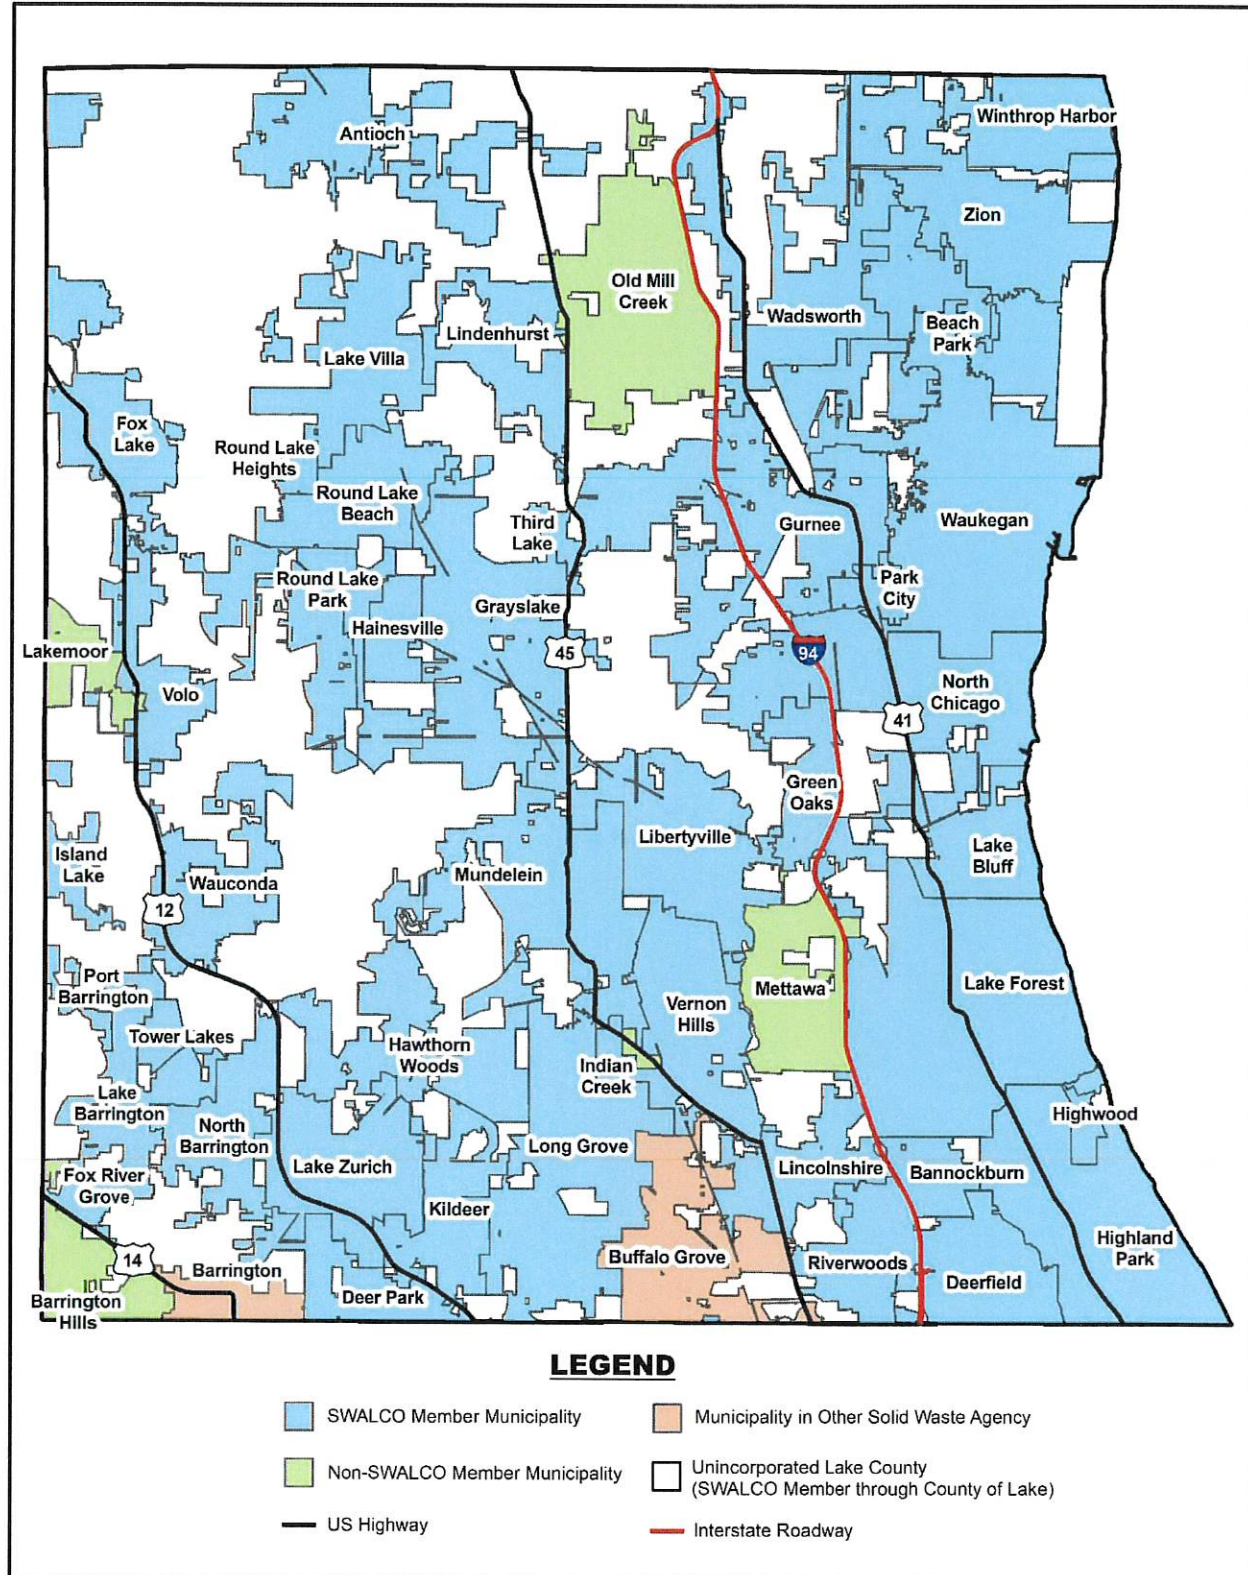 Winthrop Harbor
Antioch
Zion
Old Mill
Creek
Wadsworth
Beach
Park
Lindenhurst
Lake Villa
Fox
Lake
Round Lake
Heights
Round Lake
Beach
Third
Lake
Gurnee
Waukegan
Round Lake
Park
Park
City
Grayslake
Hainesville
Lakemoor
45
94
Volo
North
Chicago
41
Green
Oaks
Libertyville
Lake
Bluff
Island
Lake
Wauconda
Mundelein
12
Port
Barrington
Mettawa
Lake Forest
Vernon
Hills
Tower Lakes
Hawthorn
Woods
Indian
Creek
Lake
Barrington
Highwood
North
Barrington
Long Grove
Lake Zurich
Lincolnshire
Bannockburn
Fox River
Grove
Kildeer
Highland
Park
14
Barrington
Buffalo Grove
Riverwoods
Deerfield
Deer Park
Barrington
Hills
LEGEND
SWALCO Member Municipality
Municipality in Other Solid Waste Agency
Non-SWALCO Member Municipality
Unincorporated Lake County
(SWALCO Member through County of Lake)
US Highway
Interstate Roadway